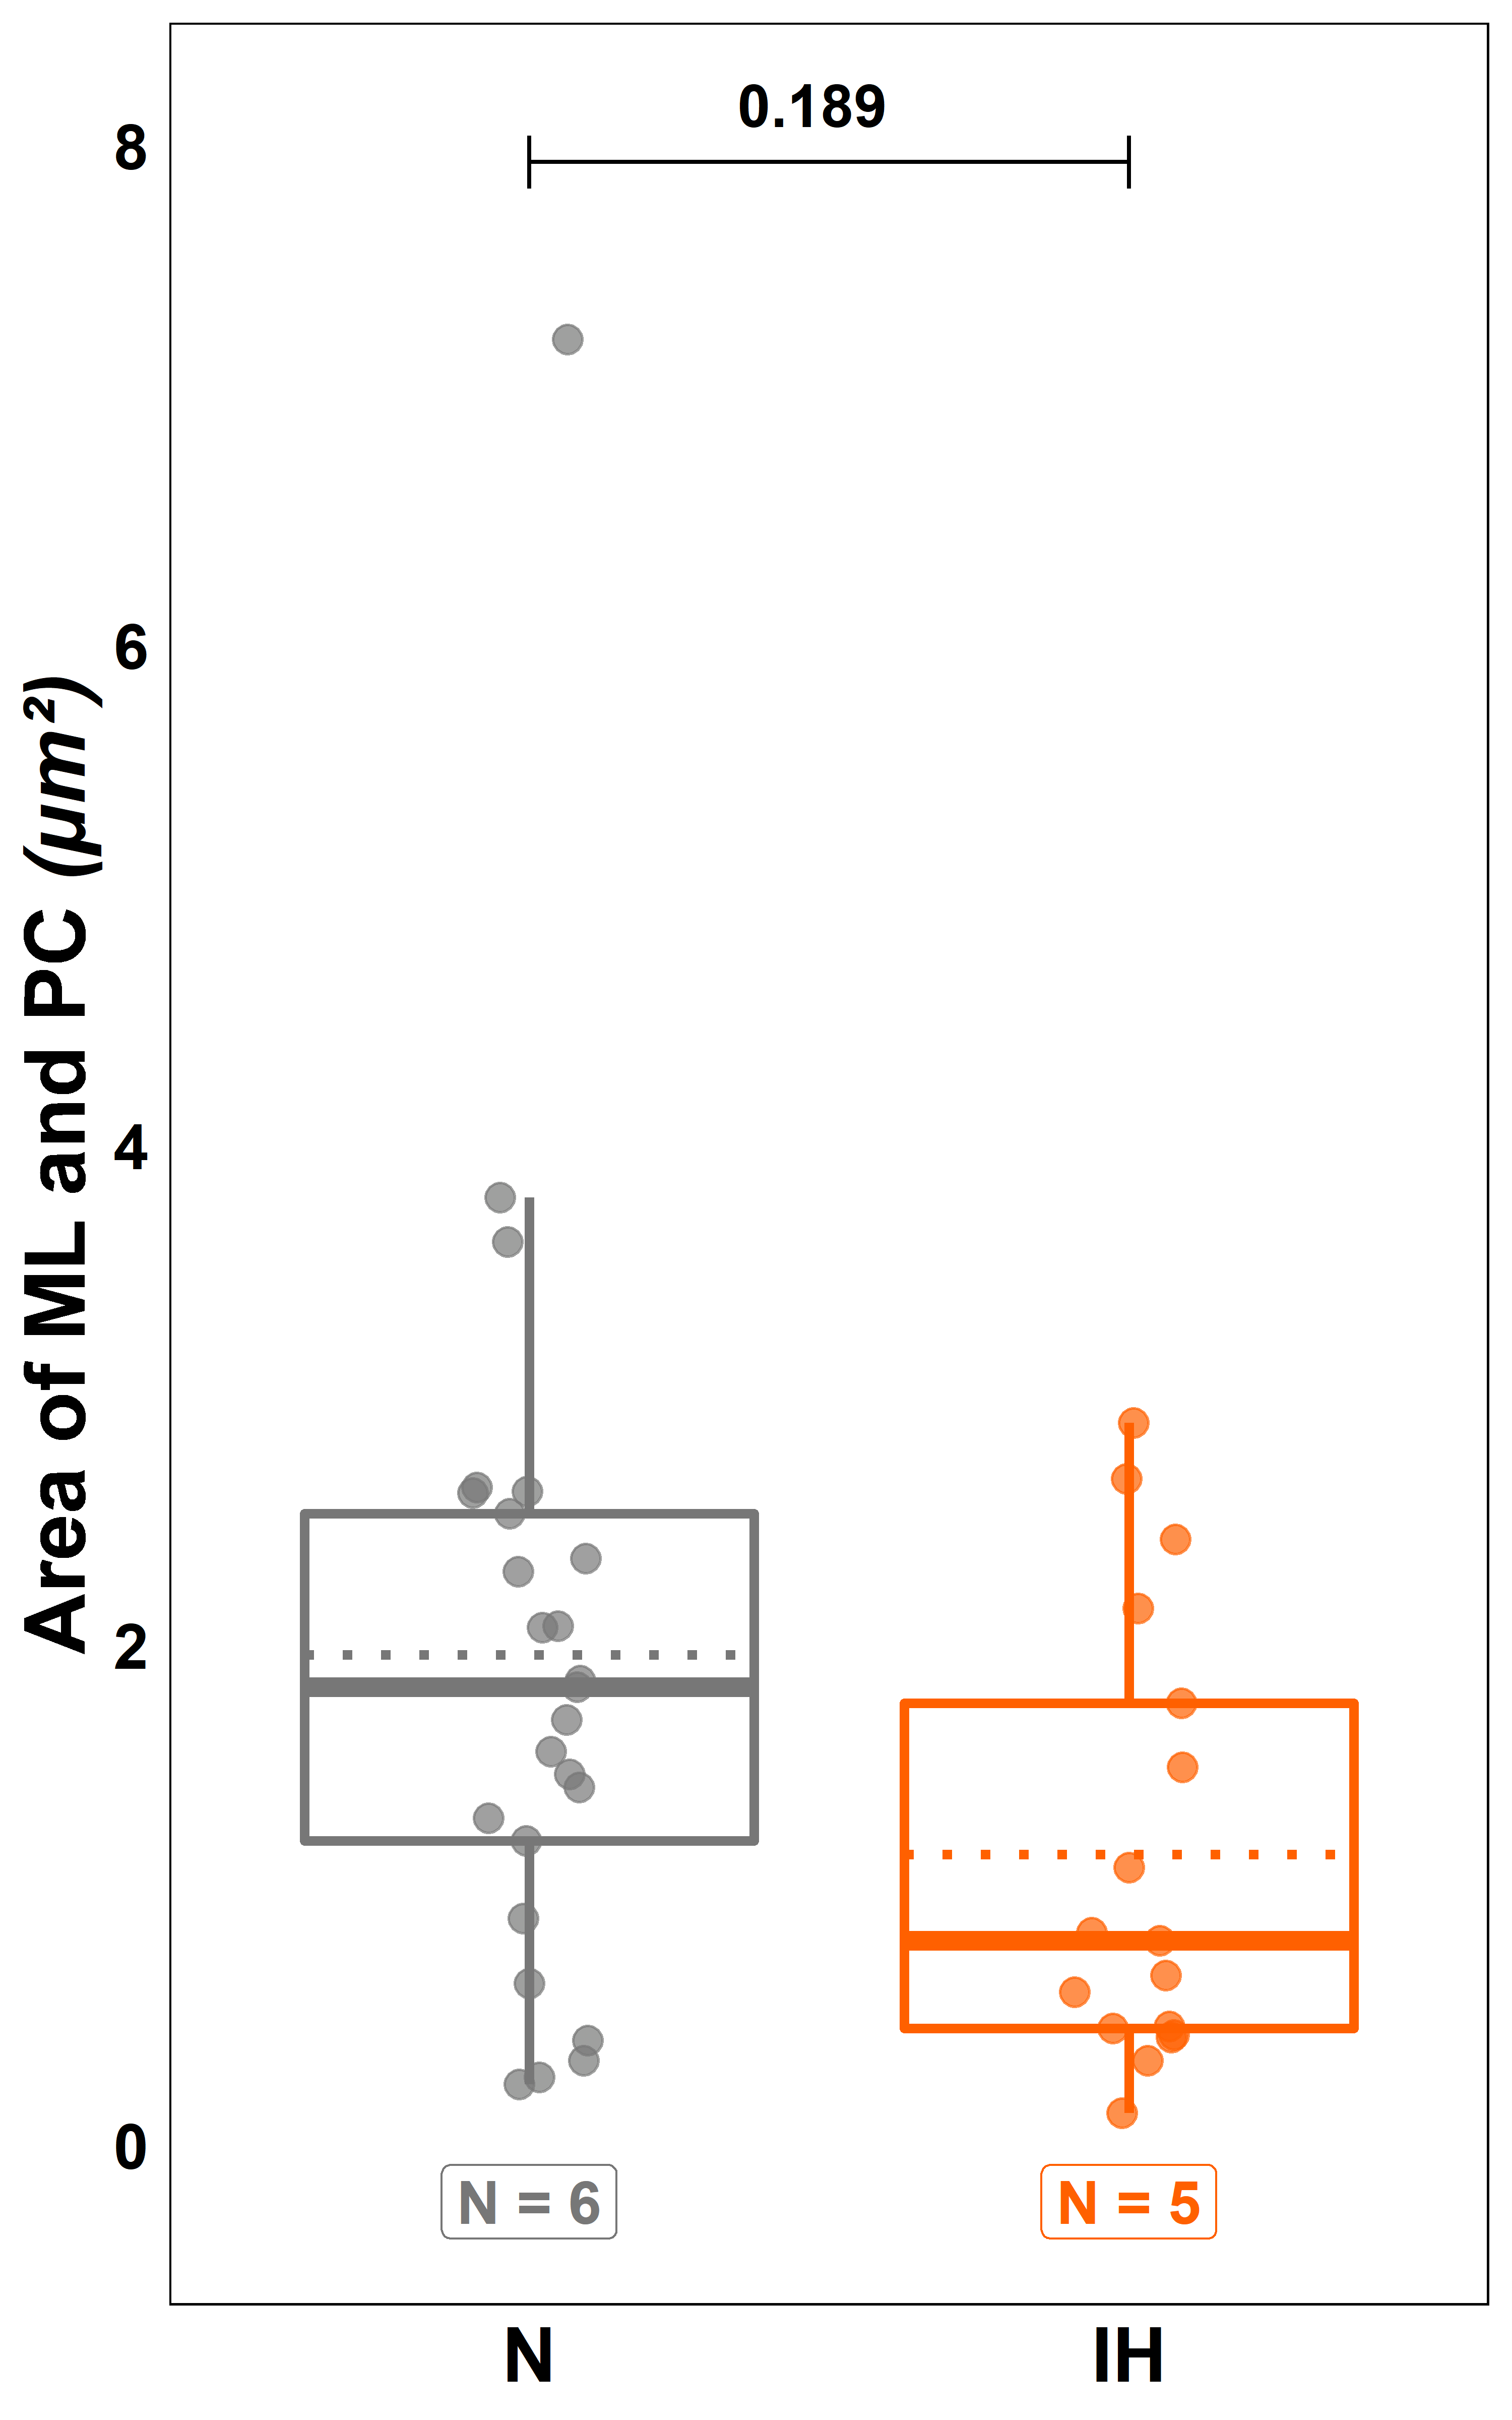 0.189
8
6
4
2
0
Area of ML and PC (µm²)
N = 6
N = 5
N
IH